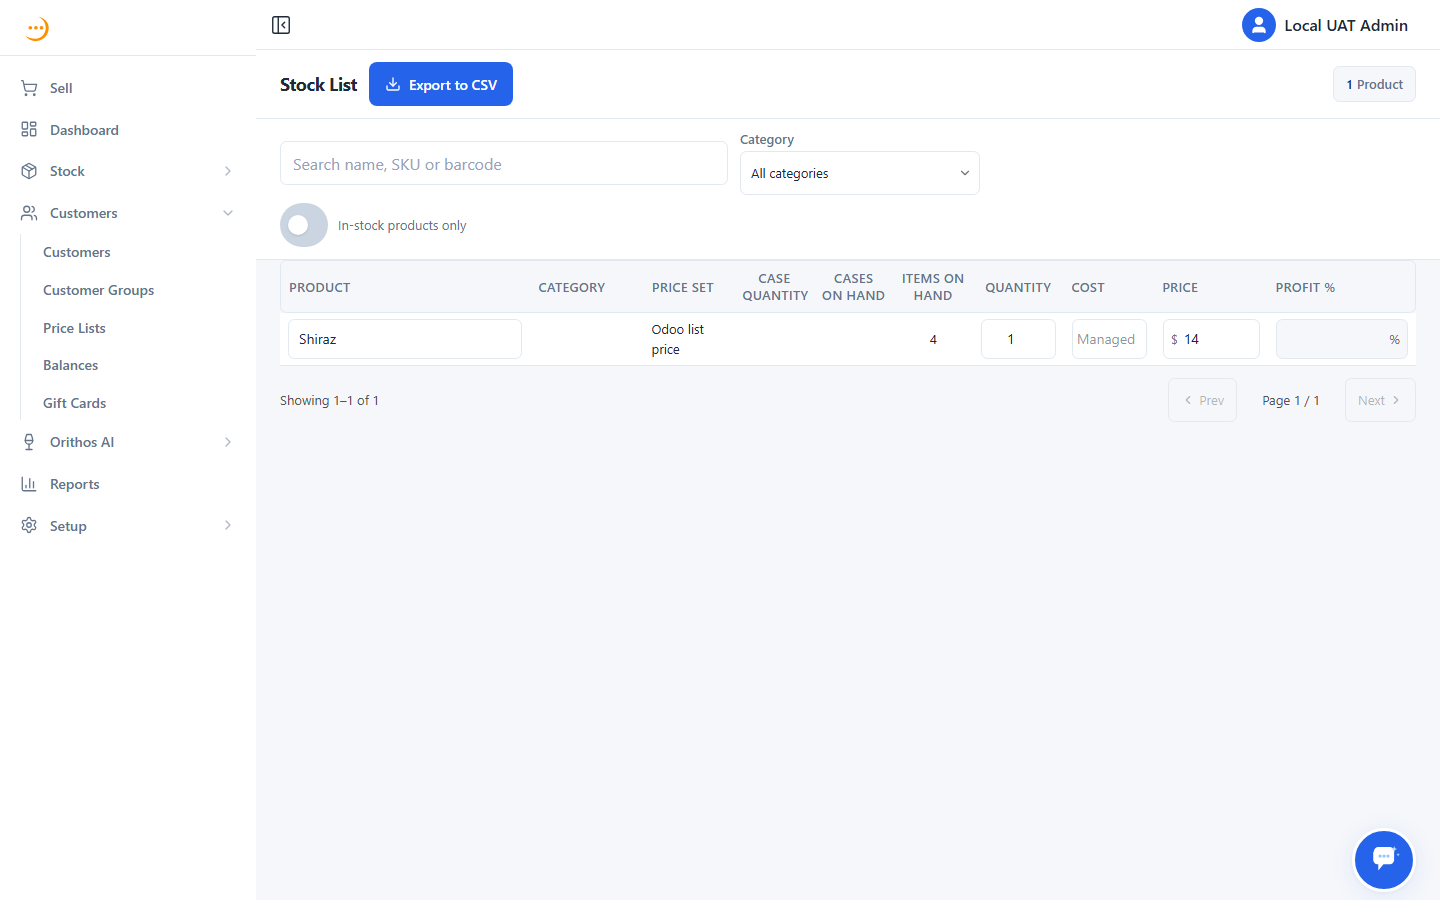 Local UAT Admin
Sell
Dashboard
Stock
Customers
Customers
Customer Groups
Price Lists
Balances
Gift Cards
Orithos AI
Reports
Setup
Stock List
Export to CSV
1 Product
Search name, SKU or barcode
Category
All categories
In-stock products only
PRODUCT
CATEGORY
PRICE SET
CASE
QUANTITY
CASES
ON HAND
ITEMS ON
HAND
QUANTITY
COST
PRICE
PROFIT %
Shiraz
Odoo list
price
4
1
Managed
$ 14
%
Showing 1–1 of 1
Prev
Page 1 / 1
Next